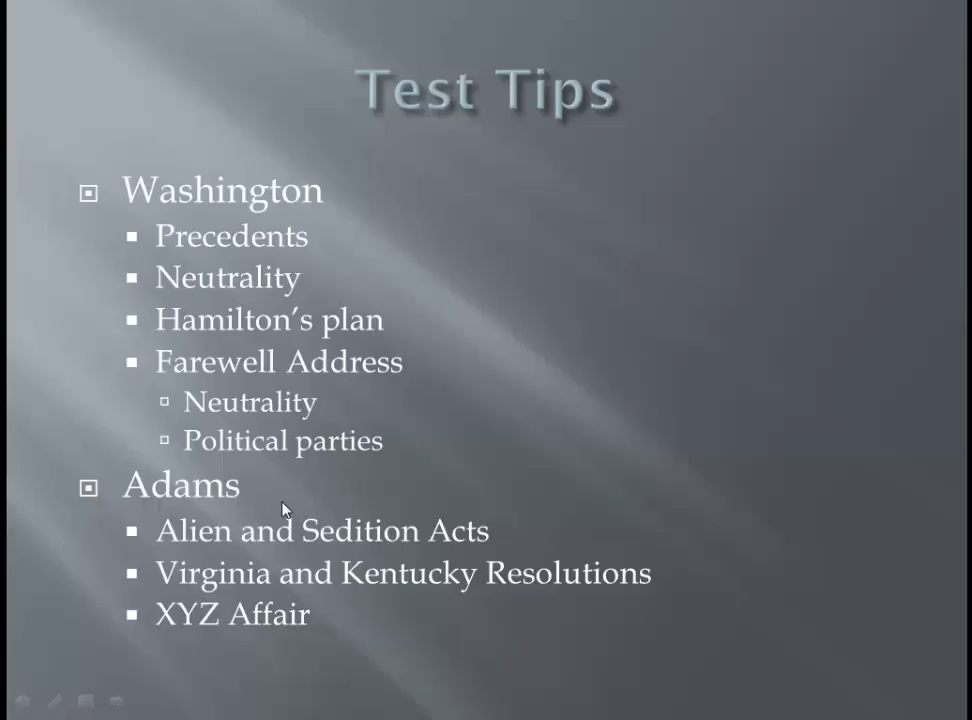 Test Tips
Washington
Precedents
Neutrality
Hamilton’s plan
Farewell Address
Neutrality
Political parties
Adams
Alien and Sedition Acts
Virginia and Kentucky Resolutions
XYZ Affair